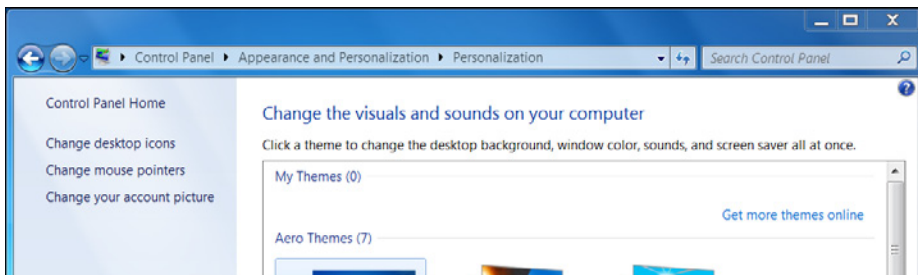 Control Panel ▸ Appearance and Personalization ▸ Personalization
Search Control Panel
Control Panel Home
Change desktop icons
Change mouse pointers
Change your account picture
Change the visuals and sounds on your computer
Click a theme to change the desktop background, window color, sounds, and screen saver all at once.
My Themes (0)
Get more themes online
Aero Themes (7)